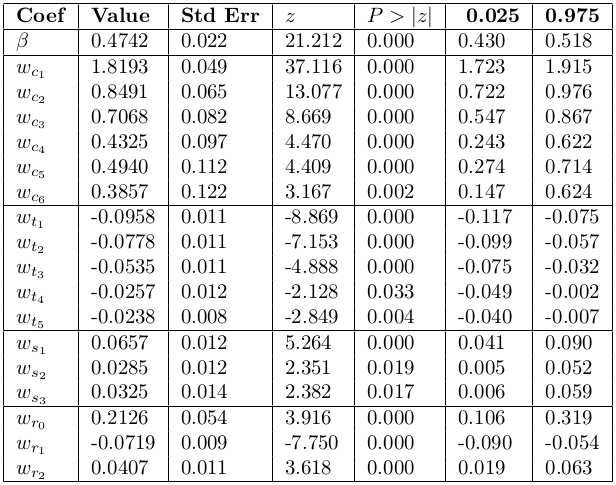 Coef Value Std Err z P > |z| 0.025 0.975
β 0.4742 0.022 21.212 0.000 0.430 0.518
w_{c_1} 1.8193 0.049 37.116 0.000 1.723 1.915
w_{c_2} 0.8491 0.065 13.077 0.000 0.722 0.976
w_{c_3} 0.7068 0.082 8.669 0.000 0.547 0.867
w_{c_4} 0.4325 0.097 4.470 0.000 0.243 0.622
w_{c_5} 0.4940 0.112 4.409 0.000 0.274 0.714
w_{c_6} 0.3857 0.122 3.167 0.002 0.147 0.624
w_{t_1} -0.0958 0.011 -8.869 0.000 -0.117 -0.075
w_{t_2} -0.0778 0.011 -7.153 0.000 -0.099 -0.057
w_{t_3} -0.0535 0.011 -4.888 0.000 -0.075 -0.032
w_{t_4} -0.0257 0.012 -2.128 0.033 -0.049 -0.002
w_{t_5} -0.0238 0.008 -2.849 0.004 -0.040 -0.007
w_{s_1} 0.0657 0.012 5.264 0.000 0.041 0.090
w_{s_2} 0.0285 0.012 2.351 0.019 0.005 0.052
w_{s_3} 0.0325 0.014 2.382 0.017 0.006 0.059
w_{r_0} 0.2126 0.054 3.916 0.000 0.106 0.319
w_{r_1} -0.0719 0.009 -7.750 0.000 -0.090 -0.054
w_{r_2} 0.0407 0.011 3.618 0.000 0.019 0.063